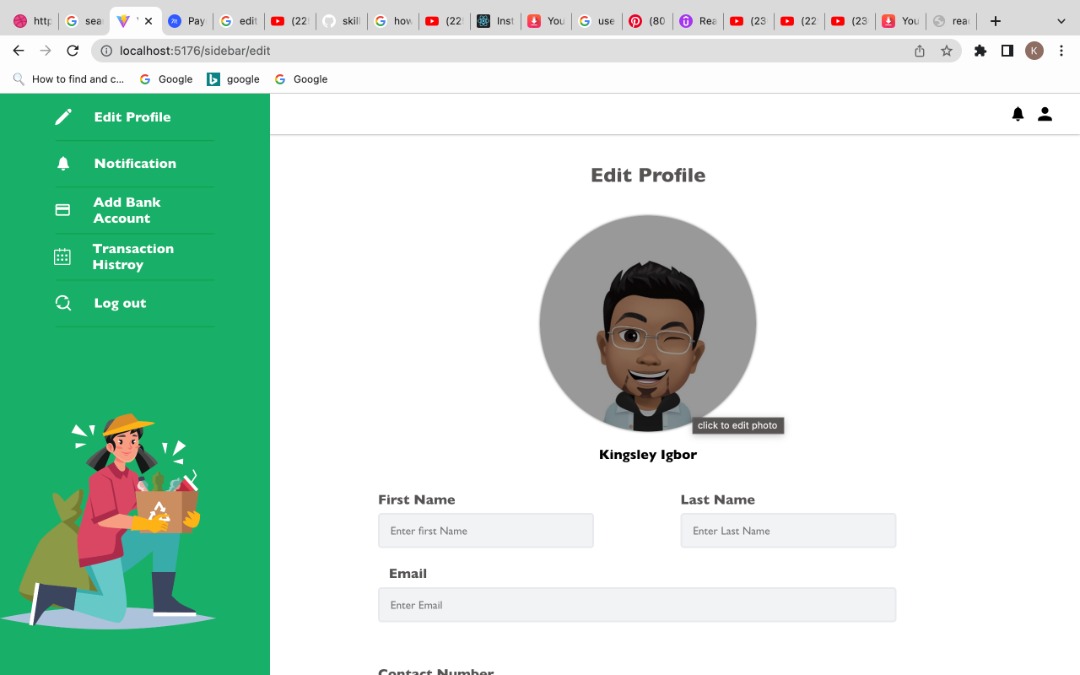 http
sea
Pay
edit
(22
skill
how
(22
Inst
You
use
(80
Rea
(23
(22
(23
You
rea
localhost:5176/sidebar/edit
K
How to find and c...
Google
google
Google
Edit Profile
Notification
Add Bank
Account
Transaction
Histroy
Log out
Edit Profile
click to edit photo
Kingsley Igbor
First Name
Last Name
Enter first Name
Enter Last Name
Email
Enter Email
Contact Number